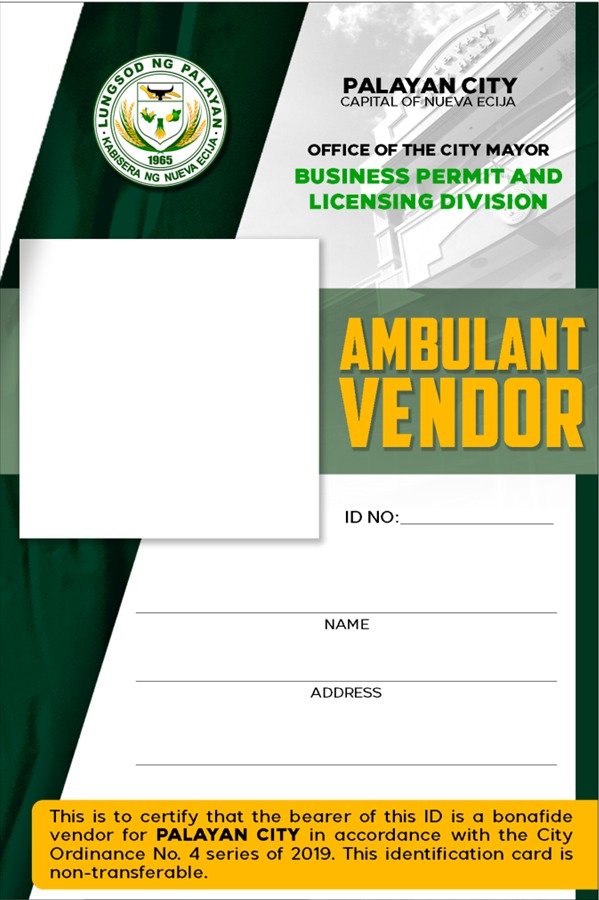 LUNGSOD NG PALAYAN
1965
KABISERA NG NUEVA ECIJA
PALAYAN CITY
CAPITAL OF NUEVA ECIJA
OFFICE OF THE CITY MAYOR
BUSINESS PERMIT AND
LICENSING DIVISION
AMBULANT
VENDOR
ID NO:
NAME
ADDRESS
This is to certify that the bearer of this ID is a bonafide
vendor for PALAYAN CITY in accordance with the City
Ordinance No. 4 series of 2019. This identification card is
non-transferable.